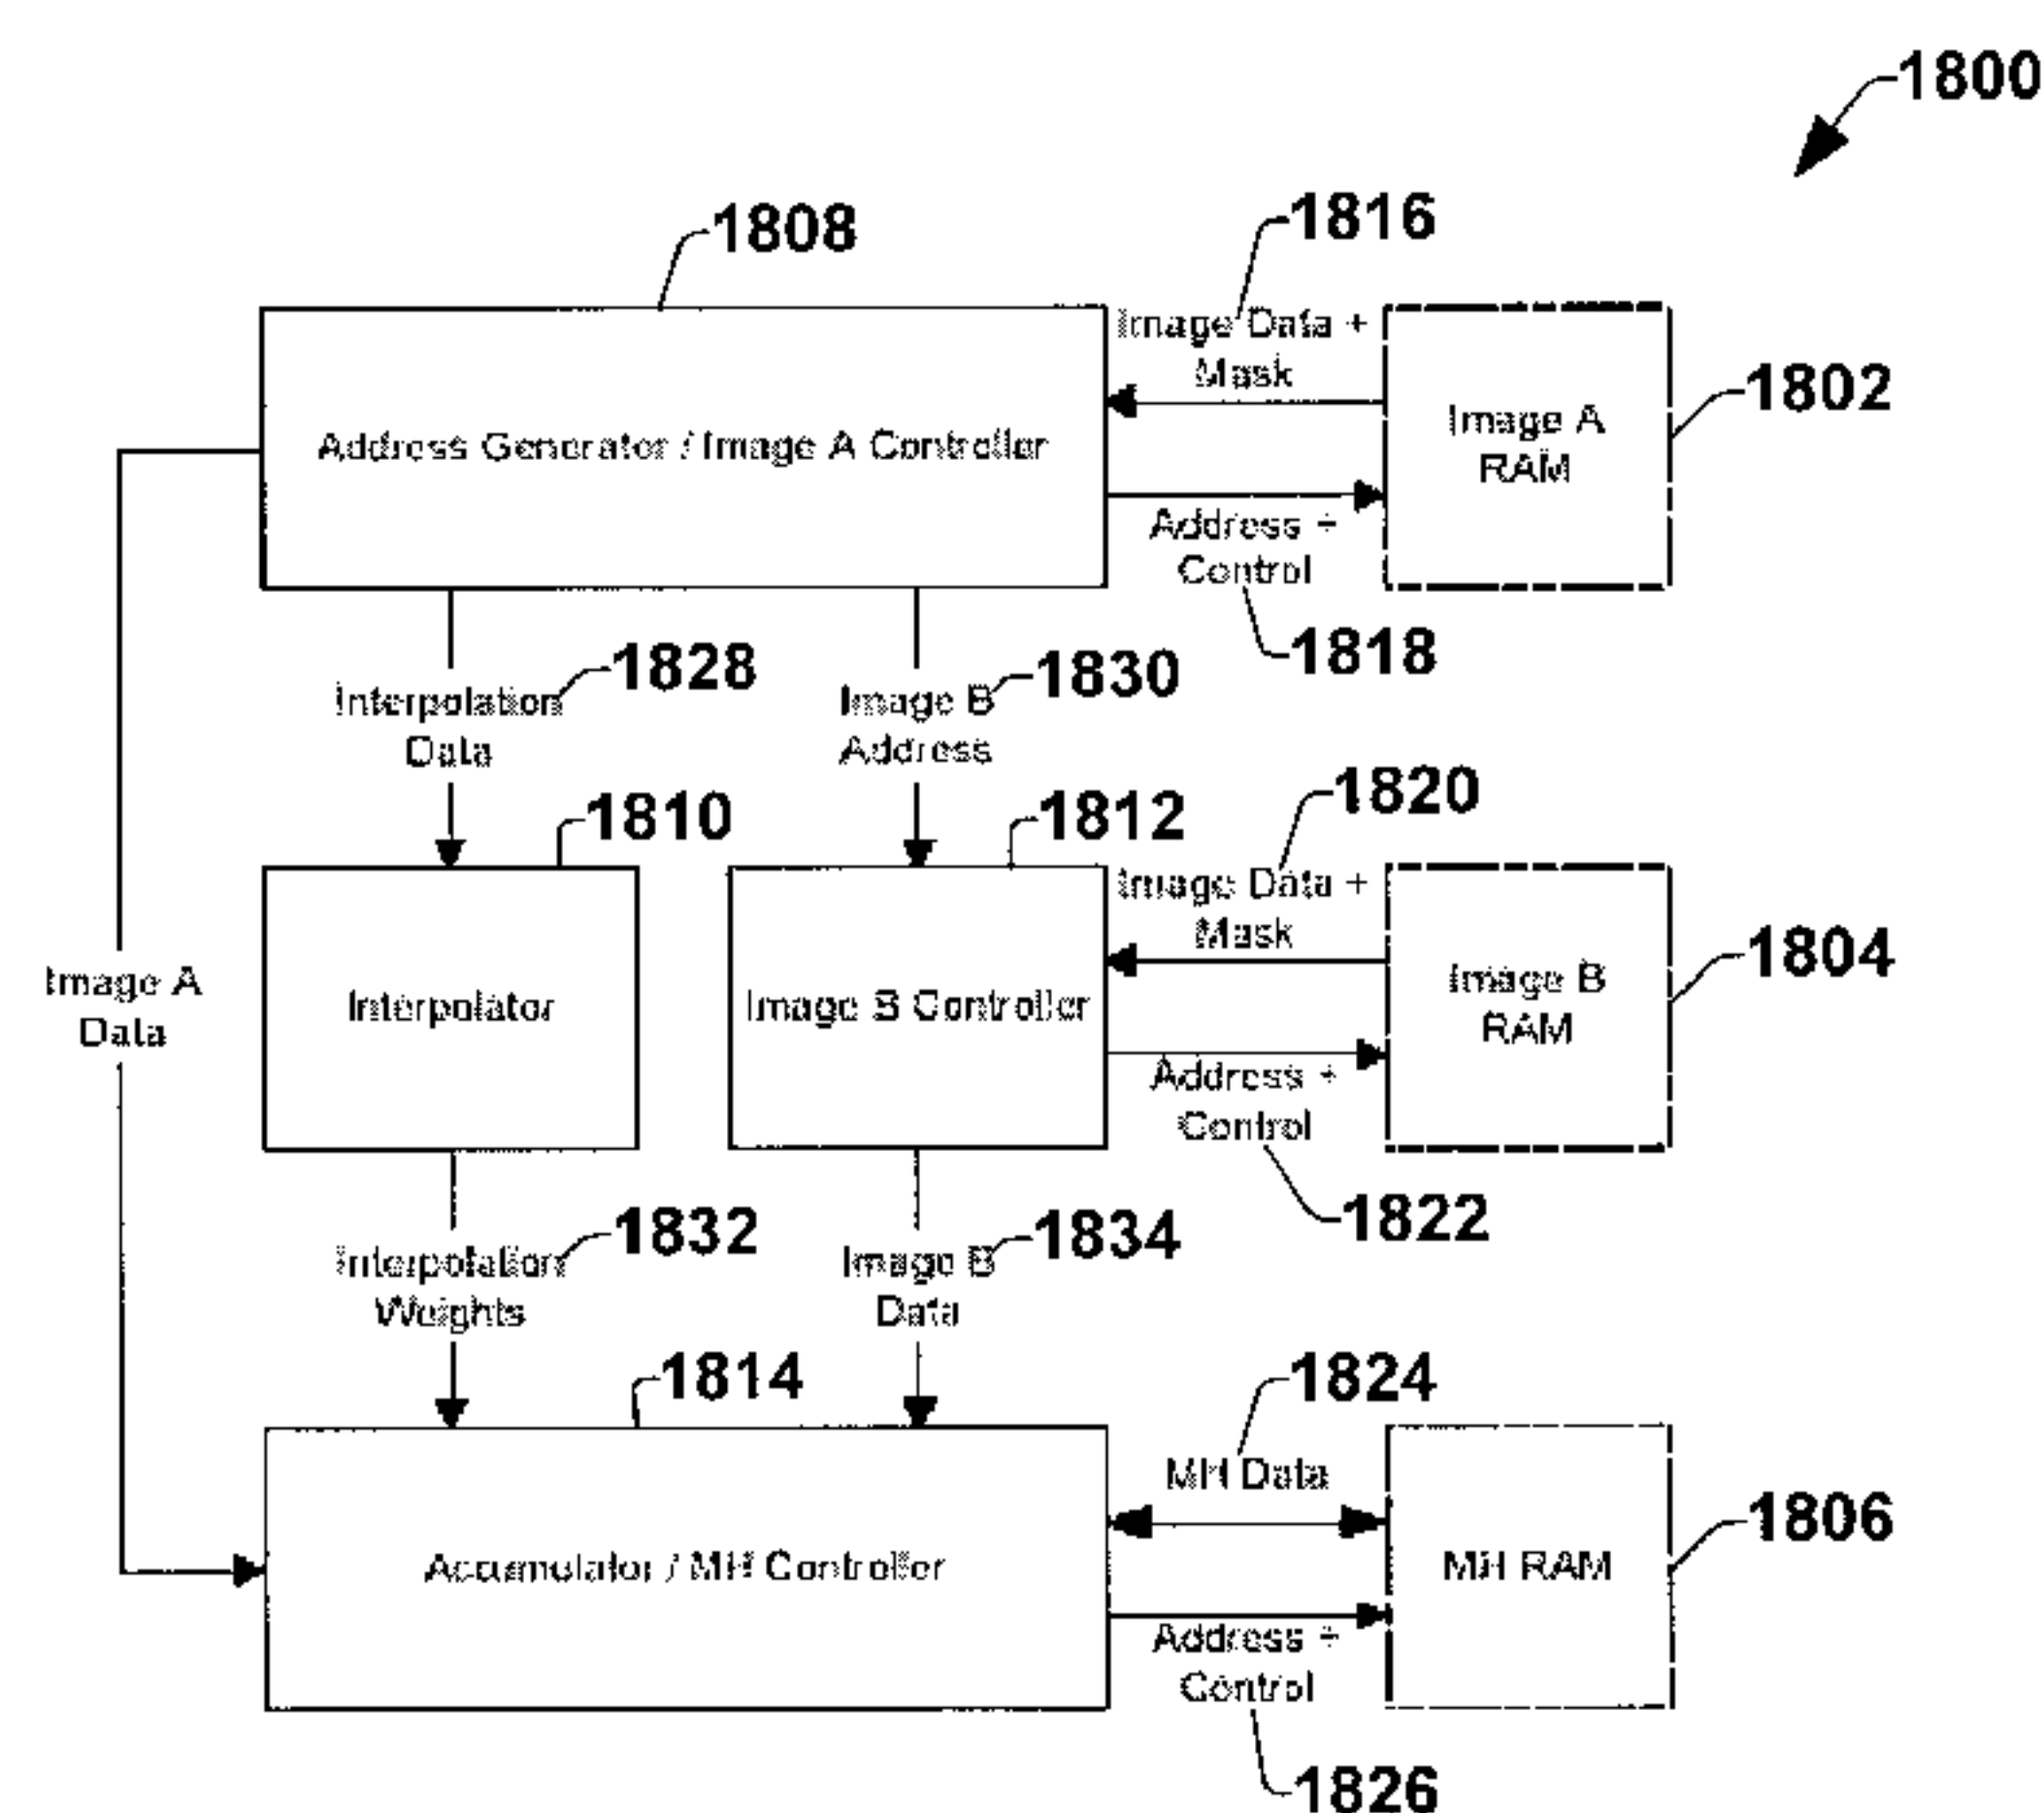 1800
1808
1816
Image Data +
Mask
1802
Image A
RAM
Address Generator / Image A Controller
Address +
Control
1818
1828
Interpolation
Data
1830
Image B
Address
1820
Image Data +
Mask
1810
1812
1804
Image B
RAM
Image A
Data
Interpolator
Image B Controller
Address +
Control
1822
1832
Interpolation
Weights
1834
Image B
Data
1814
1824
MH Data
1806
Accumulator / MH Controller
MH RAM
Address +
Control
1826